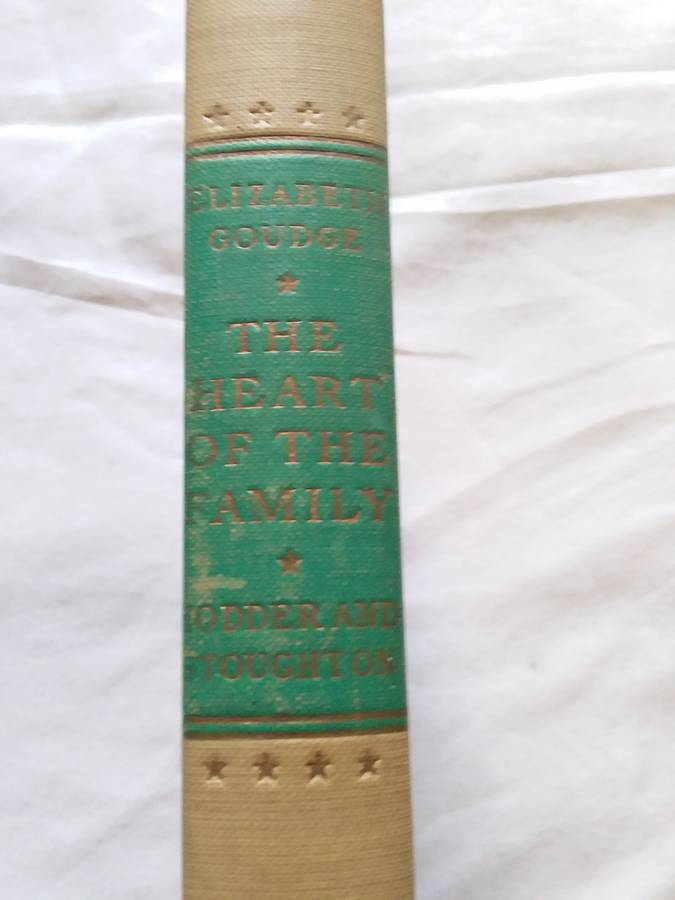 ELIZABETH
GOUDGE
THE
HEART
OF THE
FAMILY
HODDER AND
STOUGHTON